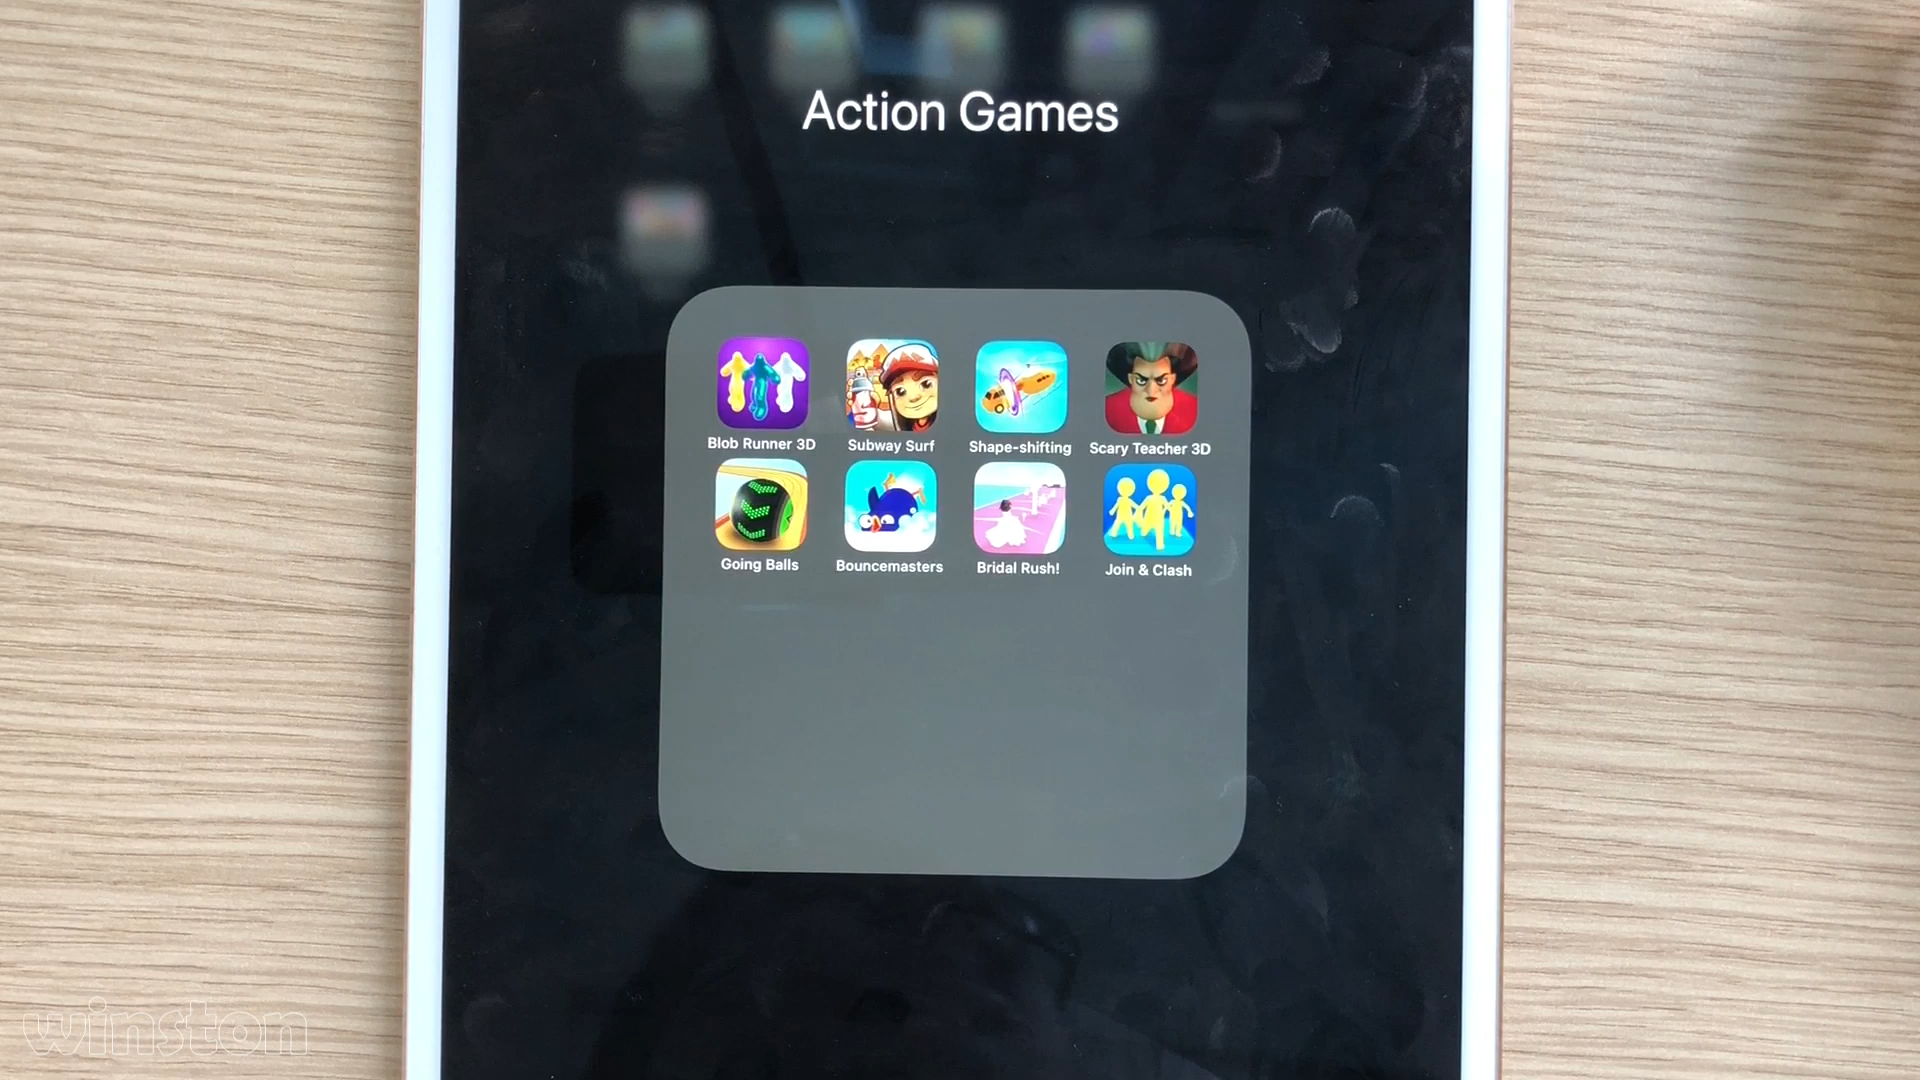 Action Games
Blob Runner 3D
Subway Surf
Shape-shifting
Scary Teacher 3D
Going Balls
Bouncemasters
Bridal Rush!
Join & Clash
winston